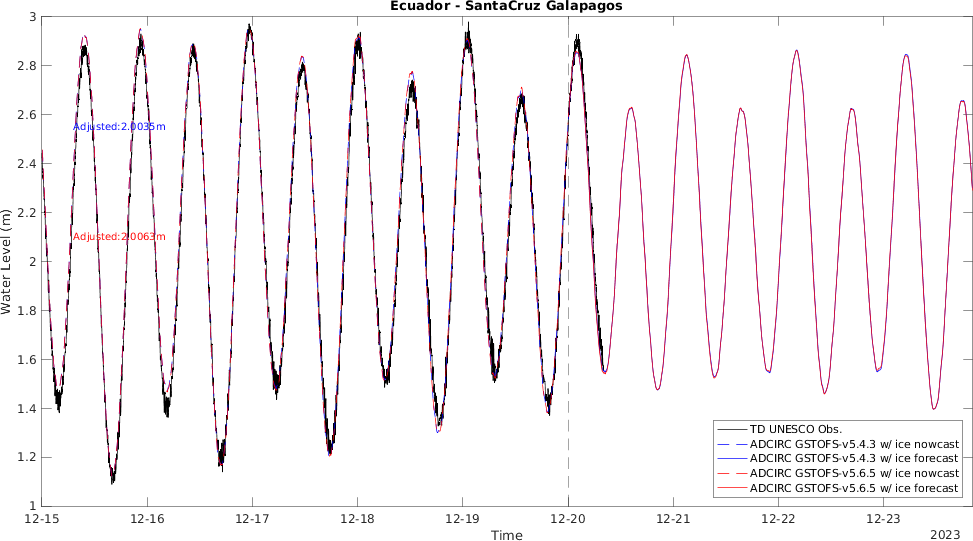 Ecuador - SantaCruz Galapagos
3
2.8
2.6
2.4
2.2
2
1.8
1.6
1.4
1.2
1
Water Level (m)
Adjusted:2.0035m
Adjusted:2.0063m
TD UNESCO Obs.
ADCIRC GSTOFS-v5.4.3 w/ ice nowcast
ADCIRC GSTOFS-v5.4.3 w/ ice forecast
ADCIRC GSTOFS-v5.6.5 w/ ice nowcast
ADCIRC GSTOFS-v5.6.5 w/ ice forecast
12-15 12-16 12-17 12-18 12-19 12-20 12-21 12-22 12-23
Time
2023